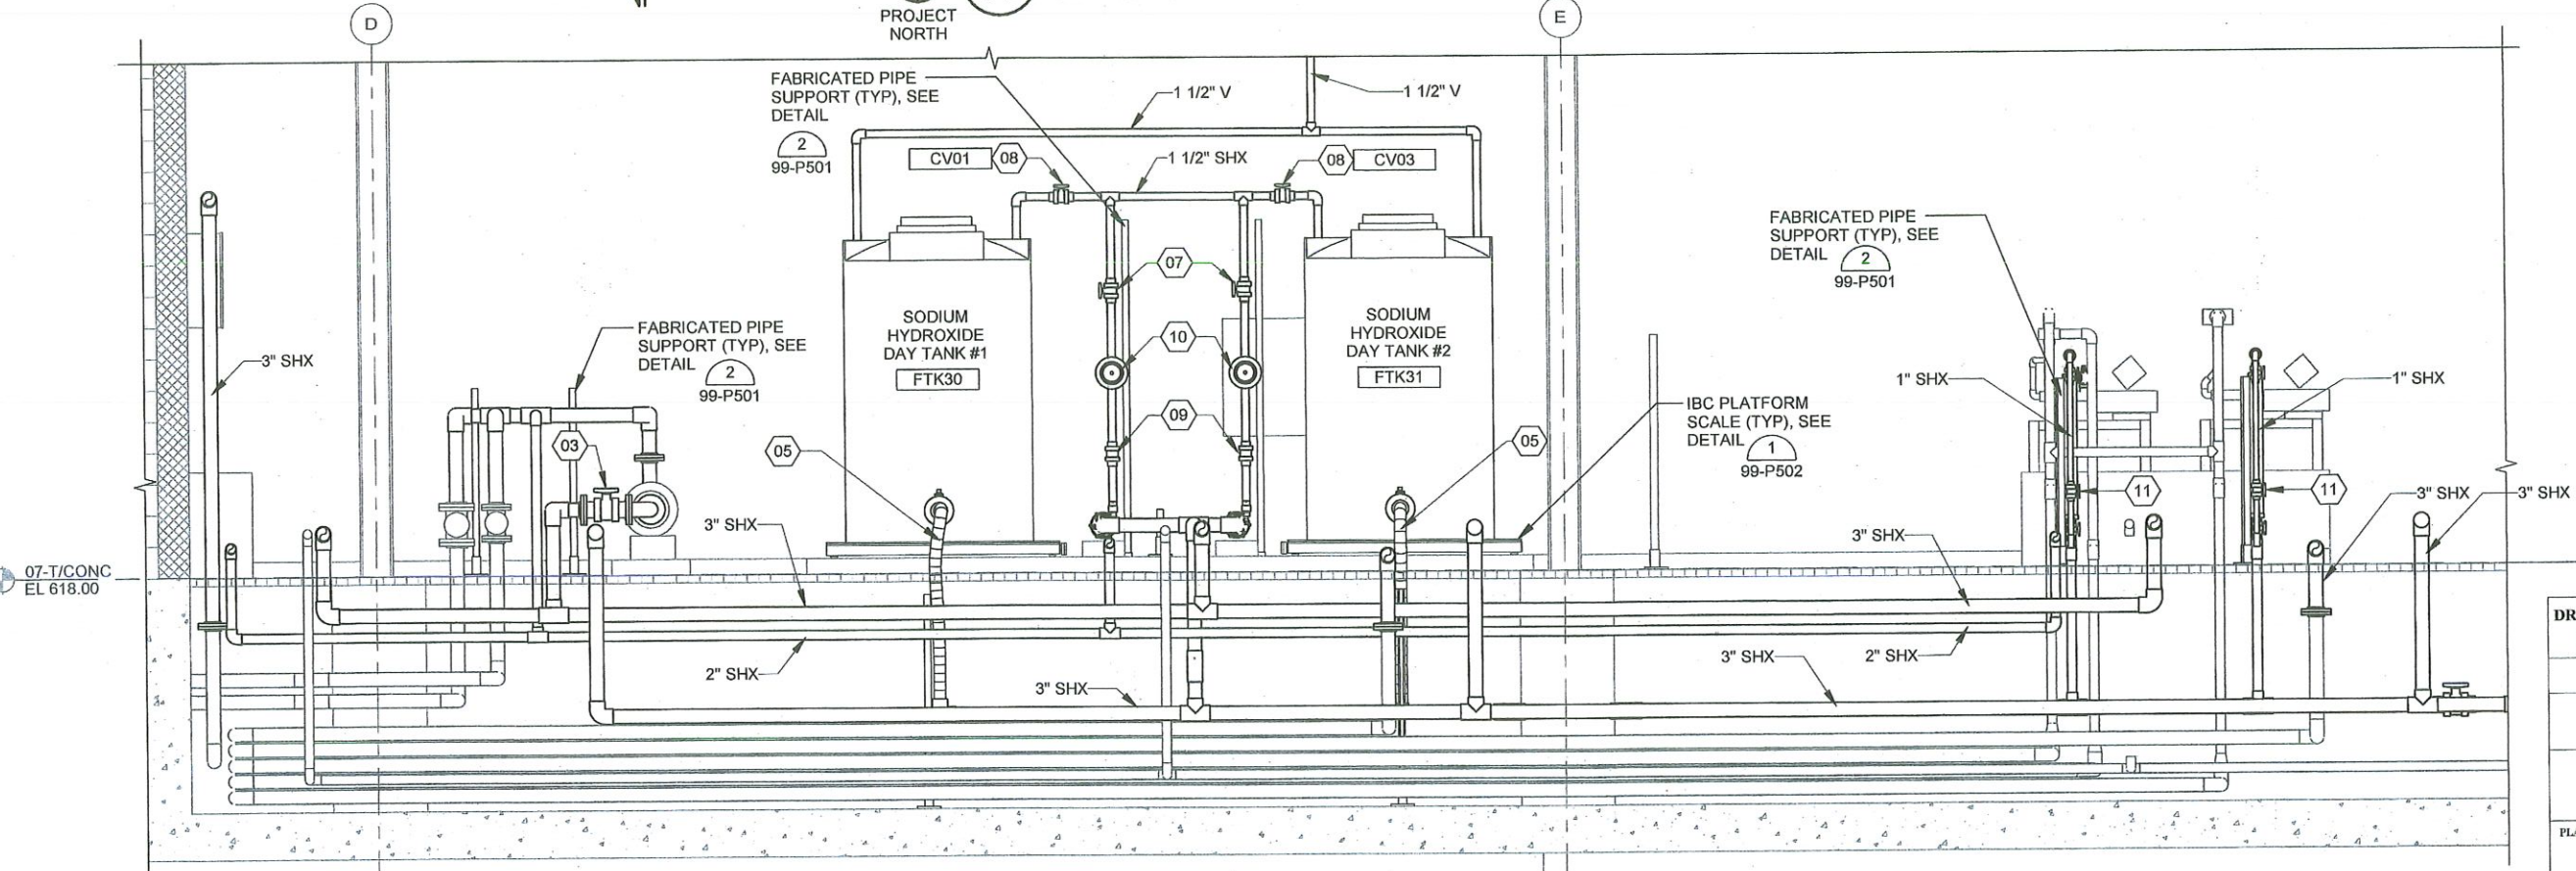 D
PROJECT
NORTH
E
FABRICATED PIPE
SUPPORT (TYP), SEE
DETAIL
2
99-P501
1 1/2" V
1 1/2" V
CV01
08
1 1/2" SHX
08
CV03
FABRICATED PIPE
SUPPORT (TYP), SEE
DETAIL
2
99-P501
07
SODIUM
HYDROXIDE
DAY TANK #1
FTK30
SODIUM
HYDROXIDE
DAY TANK #2
FTK31
10
FABRICATED PIPE
SUPPORT (TYP), SEE
DETAIL
2
99-P501
3" SHX
1" SHX
1" SHX
IBC PLATFORM
SCALE (TYP), SEE
DETAIL
1
99-P502
03
05
09
05
11
11
3" SHX
3" SHX
3" SHX
3" SHX
07-T/CONC
EL 618.00
DR
2" SHX
3" SHX
3" SHX
2" SHX
PLA